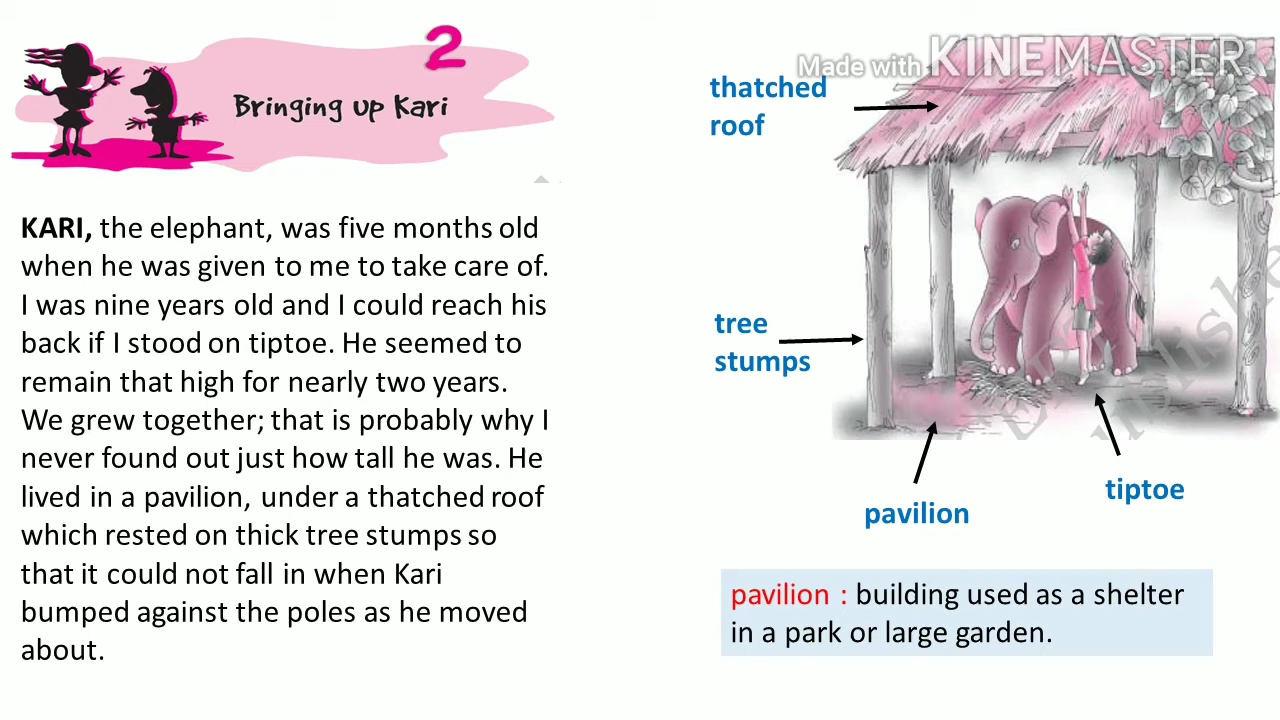 2
Bringing up Kari
KARI, the elephant, was five months old
when he was given to me to take care of.
I was nine years old and I could reach his
back if I stood on tiptoe. He seemed to
remain that high for nearly two years.
We grew together; that is probably why I
never found out just how tall he was. He
lived in a pavilion, under a thatched roof
which rested on thick tree stumps so
that it could not fall in when Kari
bumped against the poles as he moved
about.
Made with KINEMASTER
thatched
roof
tree
stumps
pavilion
tiptoe
pavilion : building used as a shelter
in a park or large garden.